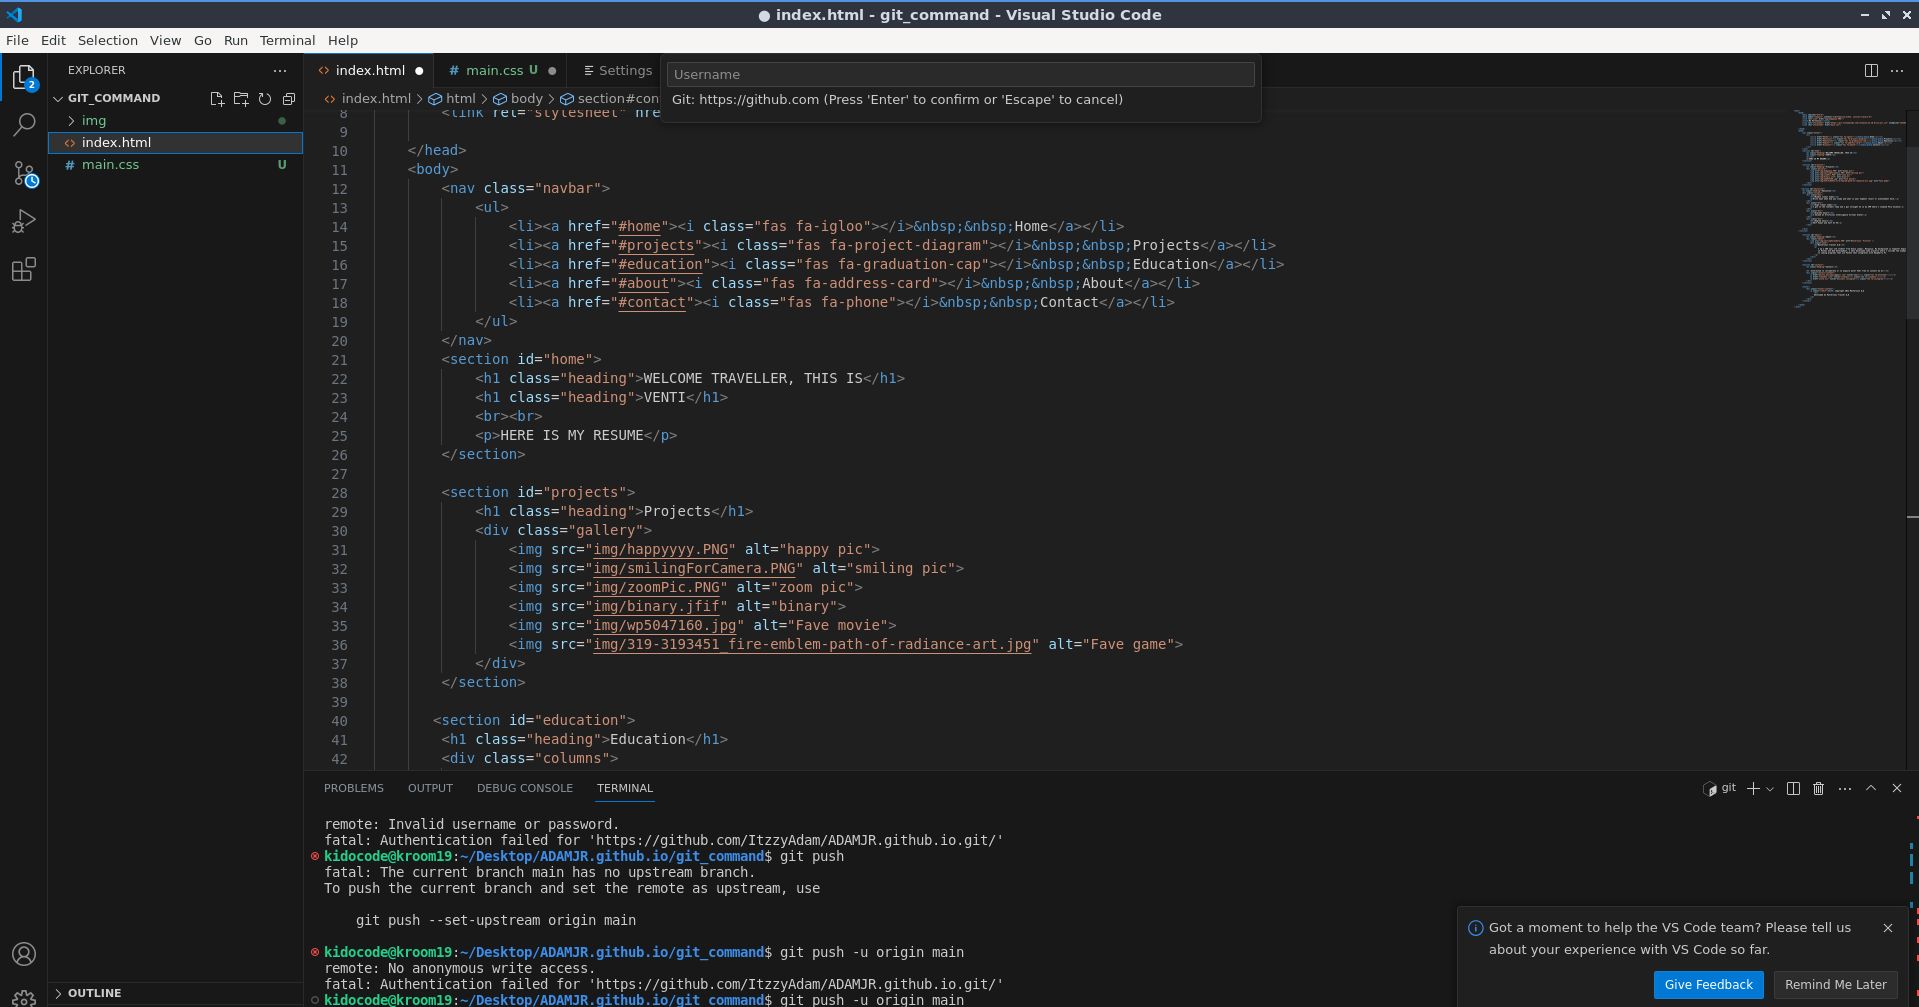 ● index.html - git_command - Visual Studio Code
File Edit Selection View Go Run Terminal Help
2
EXPLORER
GIT_COMMAND
img
index.html
main.css U
OUTLINE
index.html
main.css U
Settings
index.html > html > body > section#con
Username
Git: https://github.com (Press 'Enter' to confirm or 'Escape' to cancel)
8 <link rel="stylesheet" hre
9
10 </head>
11 <body>
12 <nav class="navbar">
13 <ul>
14 <li><a href="#home"><i class="fas fa-igloo"></i>&nbsp;&nbsp;Home</a></li>
15 <li><a href="#projects"><i class="fas fa-project-diagram"></i>&nbsp;&nbsp;Projects</a></li>
16 <li><a href="#education"><i class="fas fa-graduation-cap"></i>&nbsp;&nbsp;Education</a></li>
17 <li><a href="#about"><i class="fas fa-address-card"></i>&nbsp;&nbsp;About</a></li>
18 <li><a href="#contact"><i class="fas fa-phone"></i>&nbsp;&nbsp;Contact</a></li>
19 </ul>
20 </nav>
21 <section id="home">
22 <h1 class="heading">WELCOME TRAVELLER, THIS IS</h1>
23 <h1 class="heading">VENTI</h1>
24 <br><br>
25 <p>HERE IS MY RESUME</p>
26 </section>
27
28 <section id="projects">
29 <h1 class="heading">Projects</h1>
30 <div class="gallery">
31 <img src="img/happyyyy.PNG" alt="happy pic">
32 <img src="img/smilingForCamera.PNG" alt="smiling pic">
33 <img src="img/zoomPic.PNG" alt="zoom pic">
34 <img src="img/binary.jfif" alt="binary">
35 <img src="img/wp5047160.jpg" alt="Fave movie">
36 <img src="img/319-3193451_fire-emblem-path-of-radiance-art.jpg" alt="Fave game">
37 </div>
38 </section>
39
40 <section id="education">
41 <h1 class="heading">Education</h1>
42 <div class="columns">
PROBLEMS OUTPUT DEBUG CONSOLE TERMINAL
git
remote: Invalid username or password.
fatal: Authentication failed for 'https://github.com/ItzzyAdam/ADAMJR.github.io.git/'
kidocode@kroom19:~/Desktop/ADAMJR.github.io/git_command$ git push
fatal: The current branch main has no upstream branch.
To push the current branch and set the remote as upstream, use
git push --set-upstream origin main
kidocode@kroom19:~/Desktop/ADAMJR.github.io/git_command$ git push -u origin main
remote: No anonymous write access.
fatal: Authentication failed for 'https://github.com/ItzzyAdam/ADAMJR.github.io.git/'
kidocode@kroom19:~/Desktop/ADAMJR.github.io/git_command$ git push -u origin main
Got a moment to help the VS Code team? Please tell us
about your experience with VS Code so far.
Give Feedback
Remind Me Later